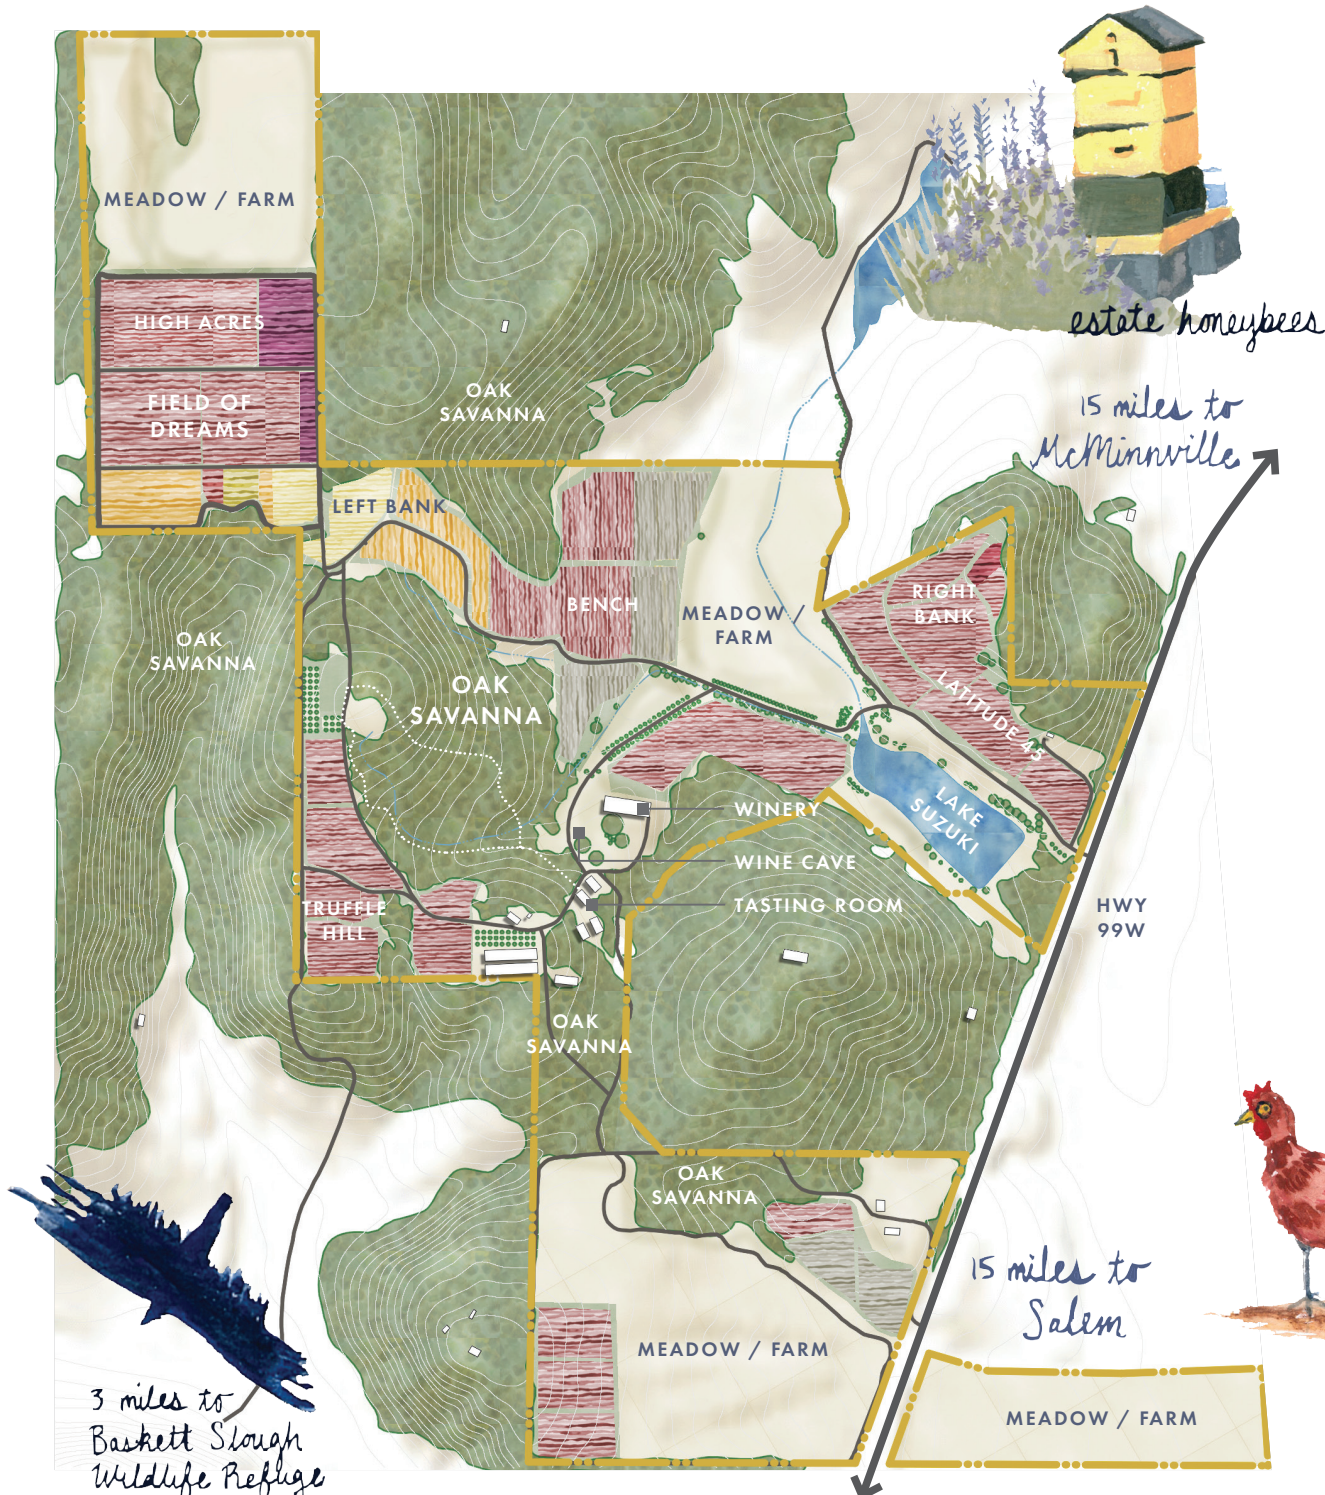 MEADOW / FARM
estate honeybees
HIGH ACRES
OAK
SAVANNA
FIELD OF
DREAMS
15 miles to
McMinnville
LEFT BANK
BENCH
RIGHT
BANK
MEADOW /
FARM
OAK
SAVANNA
OAK
SAVANNA
LATITUDE 45
LAKE
SUZUKI
WINERY
WINE CAVE
TASTING ROOM
TRUFFLE
HILL
HWY
99W
OAK
SAVANNA
OAK
SAVANNA
15 miles to
Salem
MEADOW / FARM
MEADOW / FARM
3 miles to
Baskett Slough
Wildlife Refuge